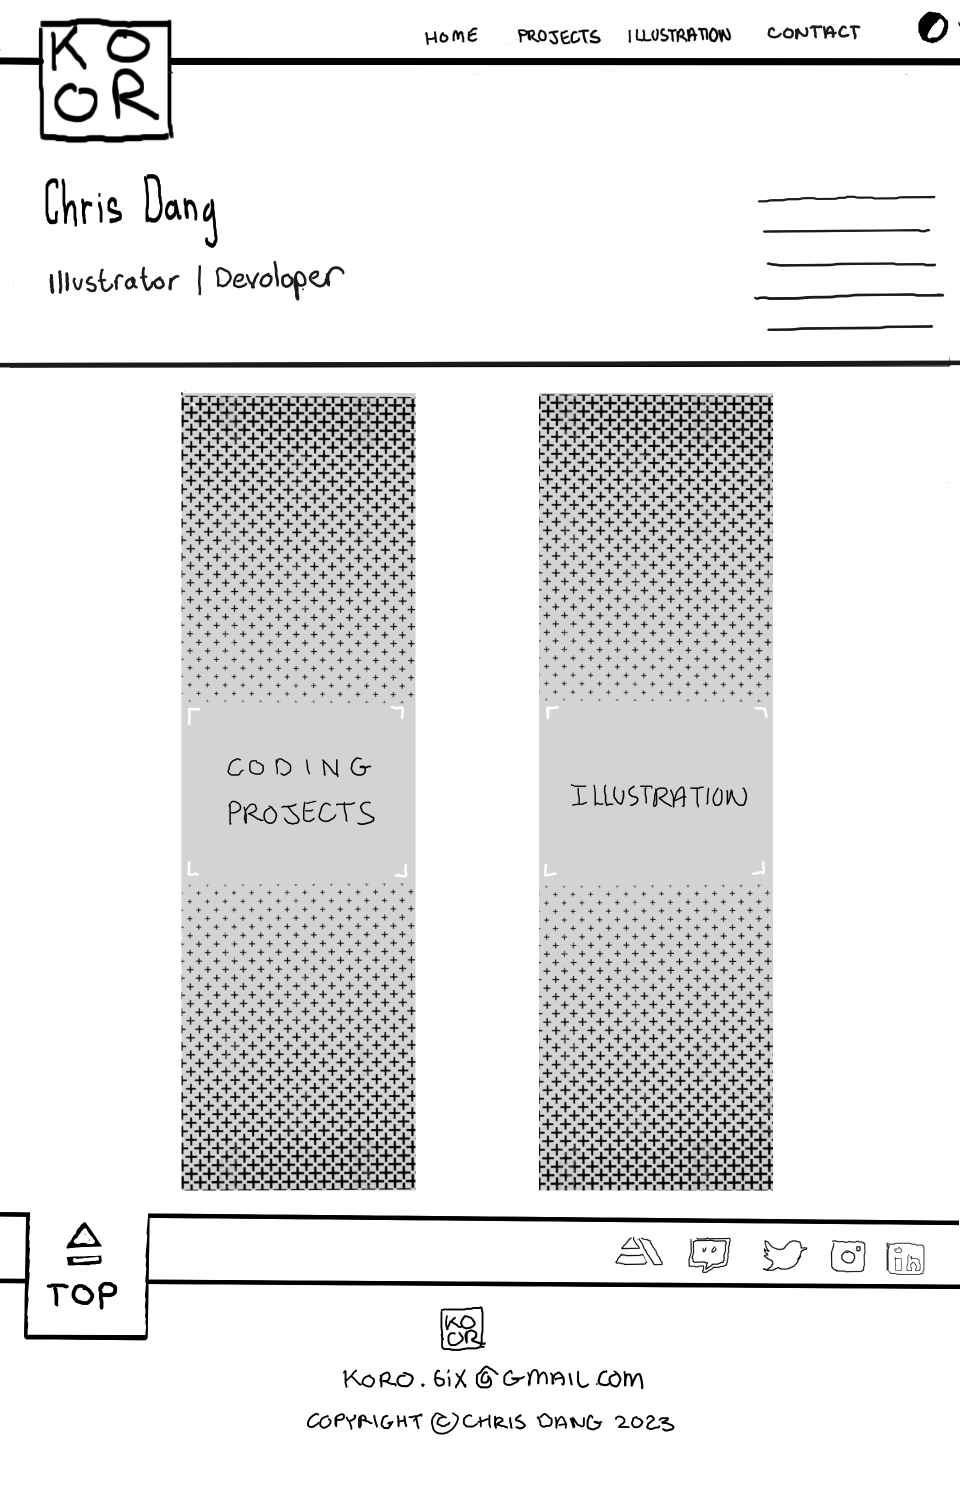 KO
OR
HOME PROJECTS ILLUSTRATION CONTACT
Chris Dang
Illustrator | Devoloper
CODING
PROJECTS
ILLUSTRATION
TOP
in
KO
OR
KORO.6iX@GMAIL.COM
COPYRIGHT © CHRIS DANG 2023